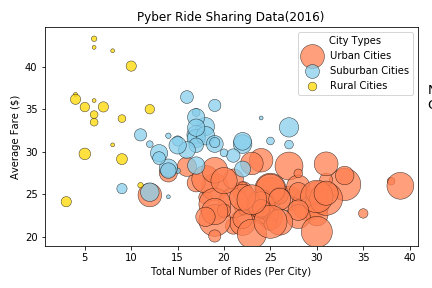 Pyber Ride Sharing Data(2016)
City Types
Urban Cities
Suburban Cities
Rural Cities
Average Fare ($)
40
35
30
25
20
5 10 15 20 25 30 35 40
Total Number of Rides (Per City)